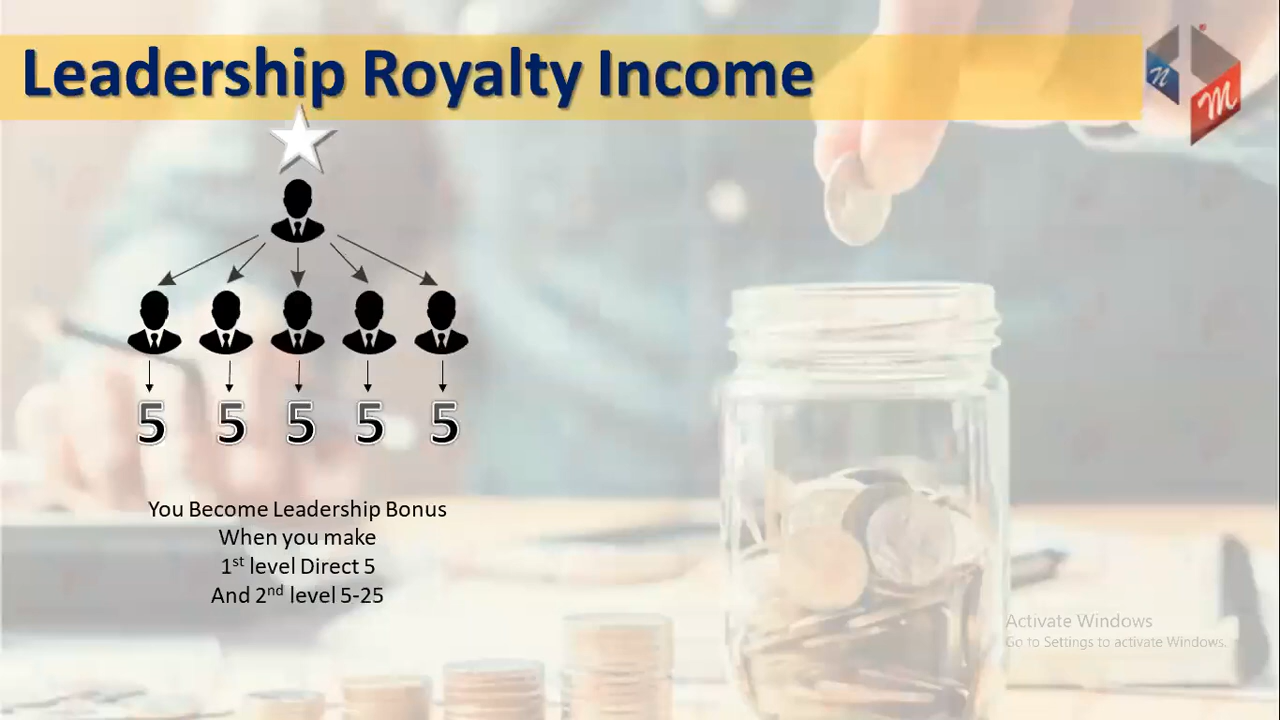 Leadership Royalty Income
n
m
5 5 5 5 5
You Become Leadership Bonus
When you make
1st level Direct 5
And 2nd level 5-25
Activate Windows
Go to Settings to activate Windows.